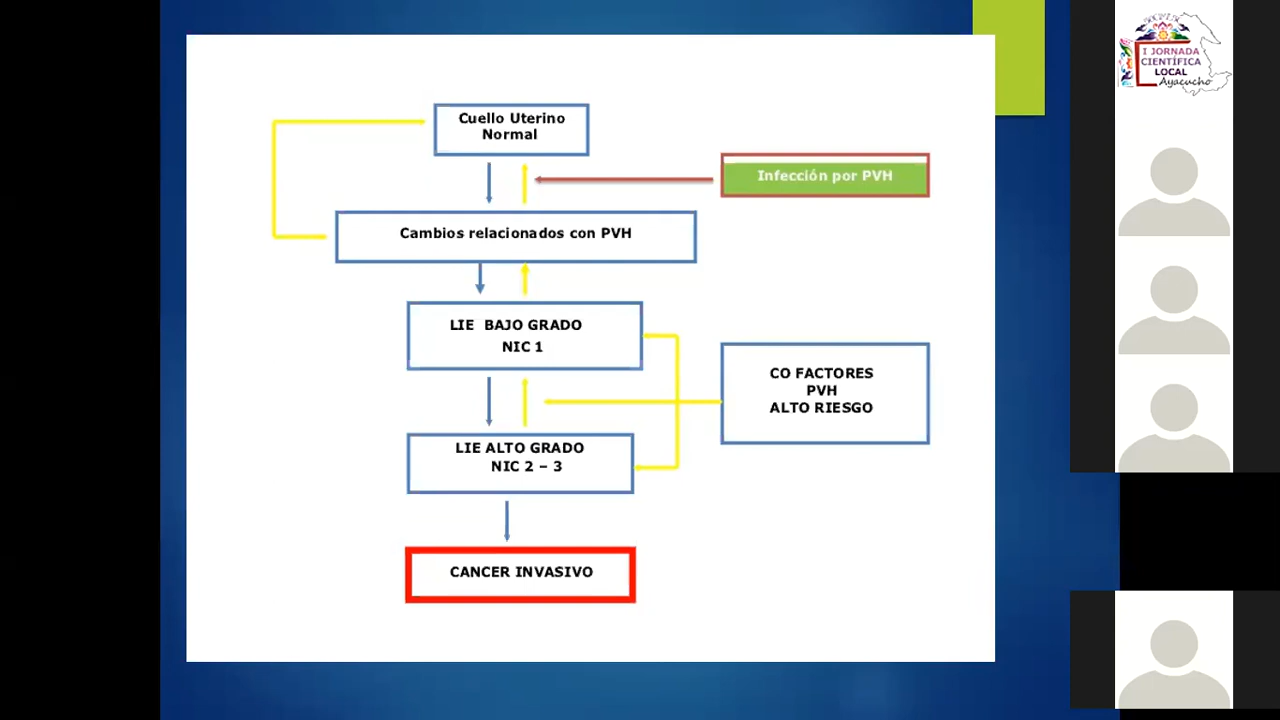 Cuello Uterino
Normal
Infección por PVH
Cambios relacionados con PVH
LIE BAJO GRADO
NIC 1
CO FACTORES
PVH
ALTO RIESGO
LIE ALTO GRADO
NIC 2 – 3
CANCER INVASIVO
I JORNADA
CIENTÍFICA
LOCAL
Ayacucho